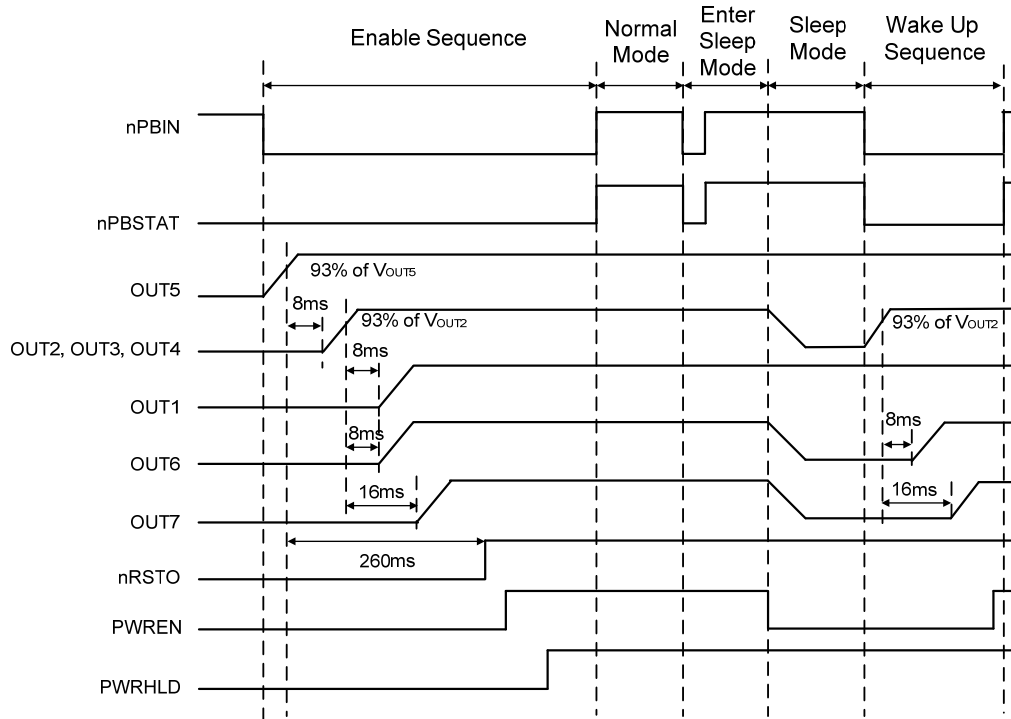 Enable Sequence
Normal
Mode
Enter
Sleep
Mode
Sleep
Mode
Wake Up
Sequence
nPBIN
nPBSTAT
OUT5
93% of VOUT5
8ms
OUT2, OUT3, OUT4
93% of VOUT2
93% of VOUT2
8ms
OUT1
OUT6
8ms
8ms
OUT7
16ms
16ms
nRSTO
260ms
PWREN
PWRHLD